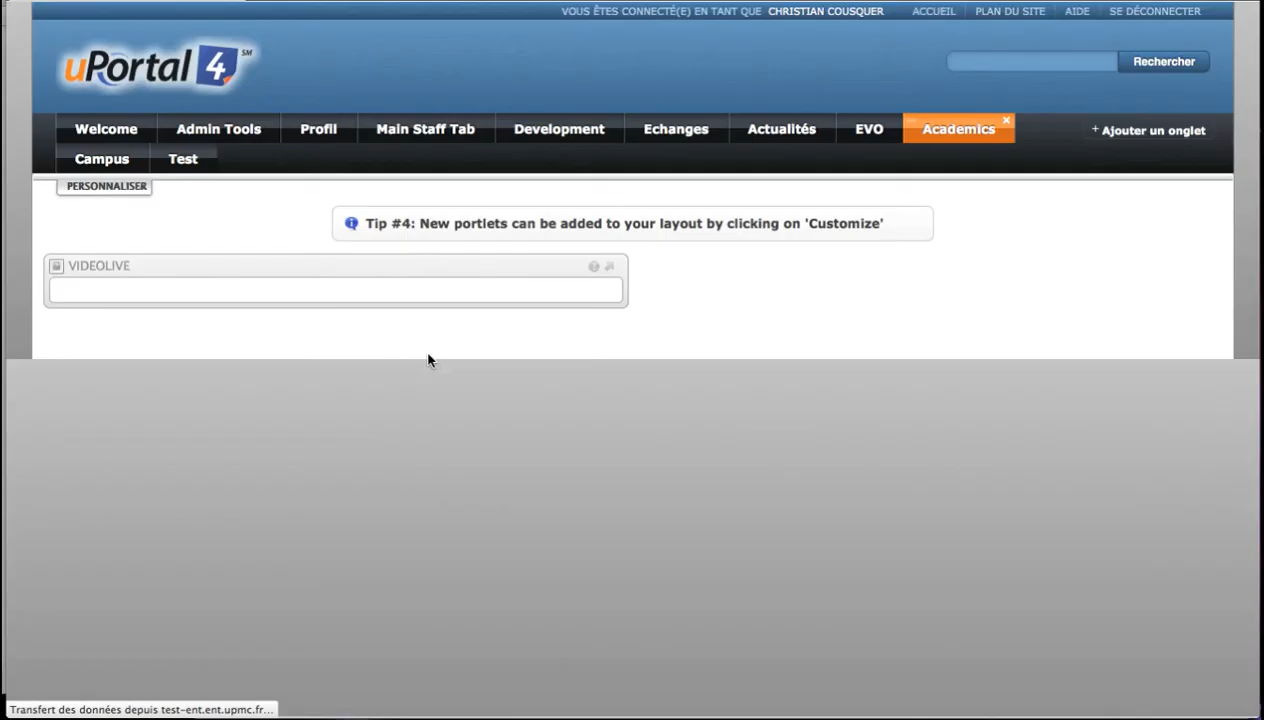 VOUS ÊTES CONNECTÉ(E) EN TANT QUE CHRISTIAN COUSQUER ACCUEIL PLAN DU SITE AIDE SE DÉCONNECTER
uPortal 4 SM
Rechercher
Welcome Admin Tools Profil Main Staff Tab Development Echanges Actualités EVO Academics x + Ajouter un onglet
Campus Test
PERSONNALISER
Tip #4: New portlets can be added to your layout by clicking on 'Customize'
VIDEOLIVE
Transfert des données depuis test-ent.ent.upmc.fr...